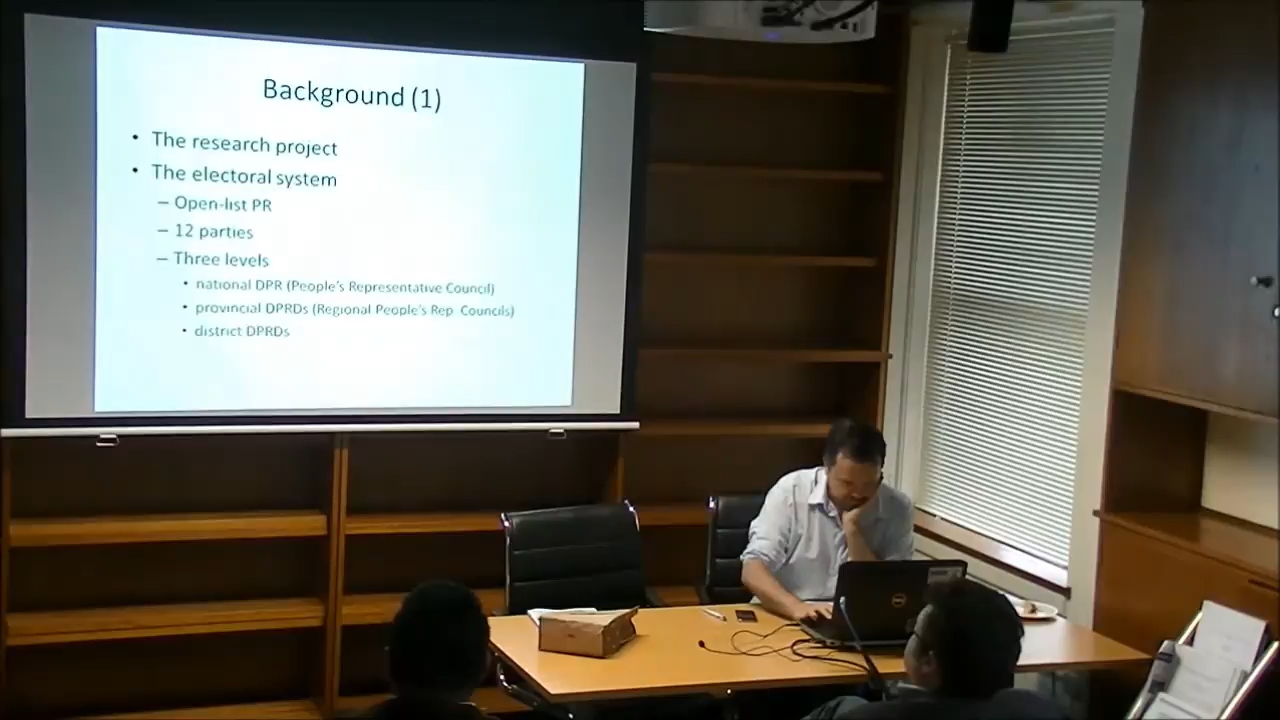 Background (1)
• The research project
• The electoral system
– Open-list PR
– 12 parties
– Three levels
• national DPR (People's Representative Council)
• provincial DPRDs (Regional People's Rep Councils)
• district DPRDs
DELL